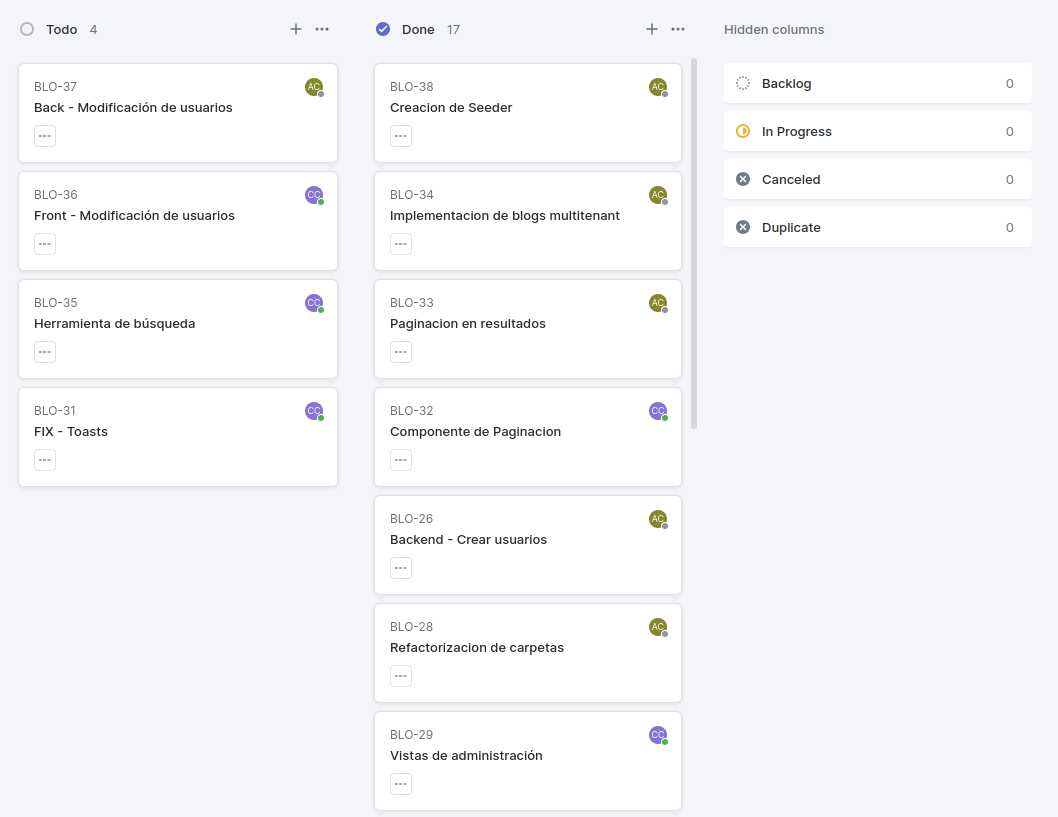 Todo 4
BLO-37
AC
Back - Modificación de usuarios
---
BLO-36
CC
Front - Modificación de usuarios
---
BLO-35
CC
Herramienta de búsqueda
---
BLO-31
CC
FIX - Toasts
---
Done 17
BLO-38
AC
Creacion de Seeder
---
BLO-34
AC
Implementacion de blogs multitenant
---
BLO-33
AC
Paginacion en resultados
---
BLO-32
CC
Componente de Paginacion
---
BLO-26
AC
Backend - Crear usuarios
---
BLO-28
AC
Refactorizacion de carpetas
---
BLO-29
CC
Vistas de administración
---
Hidden columns
Backlog 0
In Progress 0
Canceled 0
Duplicate 0